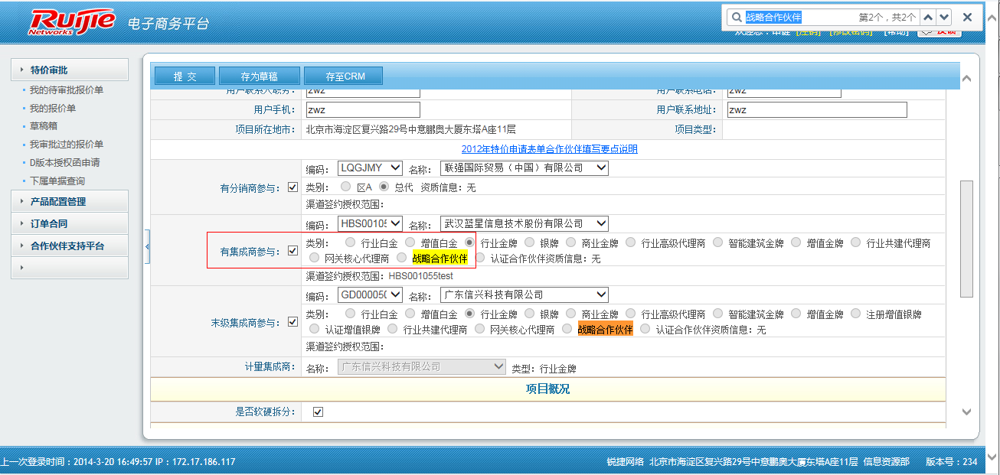 Ruijie Networks 电子商务平台
战略合作伙伴 第2个，共2个
[注销] [修改密码] [帮助]
特价审批
我的待审批报价单
我的报价单
草稿箱
我审批过的报价单
D版本授权函申请
下属单据查询
产品配置管理
订单合同
合作伙伴支持平台
提 交 存为草稿 存至CRM
用户联系人职务： zwz 用户联系电话： zwz
用户手机： zwz 用户联系地址： zwz
项目所在地市： 北京市海淀区复兴路29号中意鹏奥大厦东塔A座11层 项目类型：
2012年特价申请表单合作伙伴填写要点说明
有分销商参与： 编码： LQGJMY 名称： 联强国际贸易（中国）有限公司
类别： 区A 总代 资质信息：无
渠道签约授权范围：
有集成商参与： 编码： HBS00105 名称： 武汉蓝星信息技术股份有限公司
类别： 行业白金 增值白金 行业金牌 银牌 商业金牌 行业高级代理商 智能建筑金牌 增值金牌 行业共建代理商
网关核心代理商 战略合作伙伴 认证合作伙伴资质信息：无
渠道签约授权范围：HBS001055test
末级集成商参与： 编码： GD00005( 名称： 广东信兴科技有限公司
类别： 行业白金 增值白金 行业金牌 银牌 商业金牌 行业高级代理商 智能建筑金牌 增值金牌 注册增值银牌
认证增值银牌 行业共建代理商 网关核心代理商 战略合作伙伴 认证合作伙伴资质信息：无
渠道签约授权范围：
计量集成商： 名称： 广东信兴科技有限公司 类型：行业金牌
项目概况
是否软硬拆分：
上一次登录时间：2014-3-20 16:49:57 IP：172.17.186.117
锐捷网络 北京市海淀区复兴路29号中意鹏奥大厦东塔A座11层 信息资源部 版本号：234